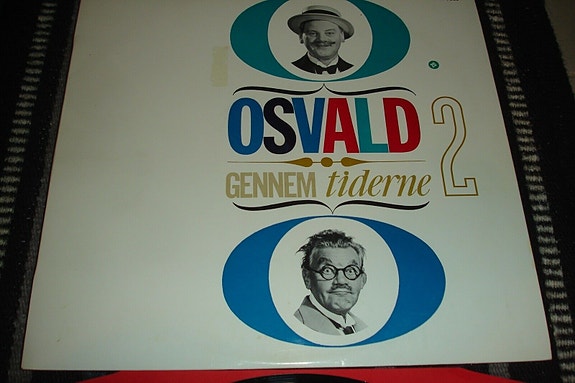 OSVALD 2
GENNEM tiderne